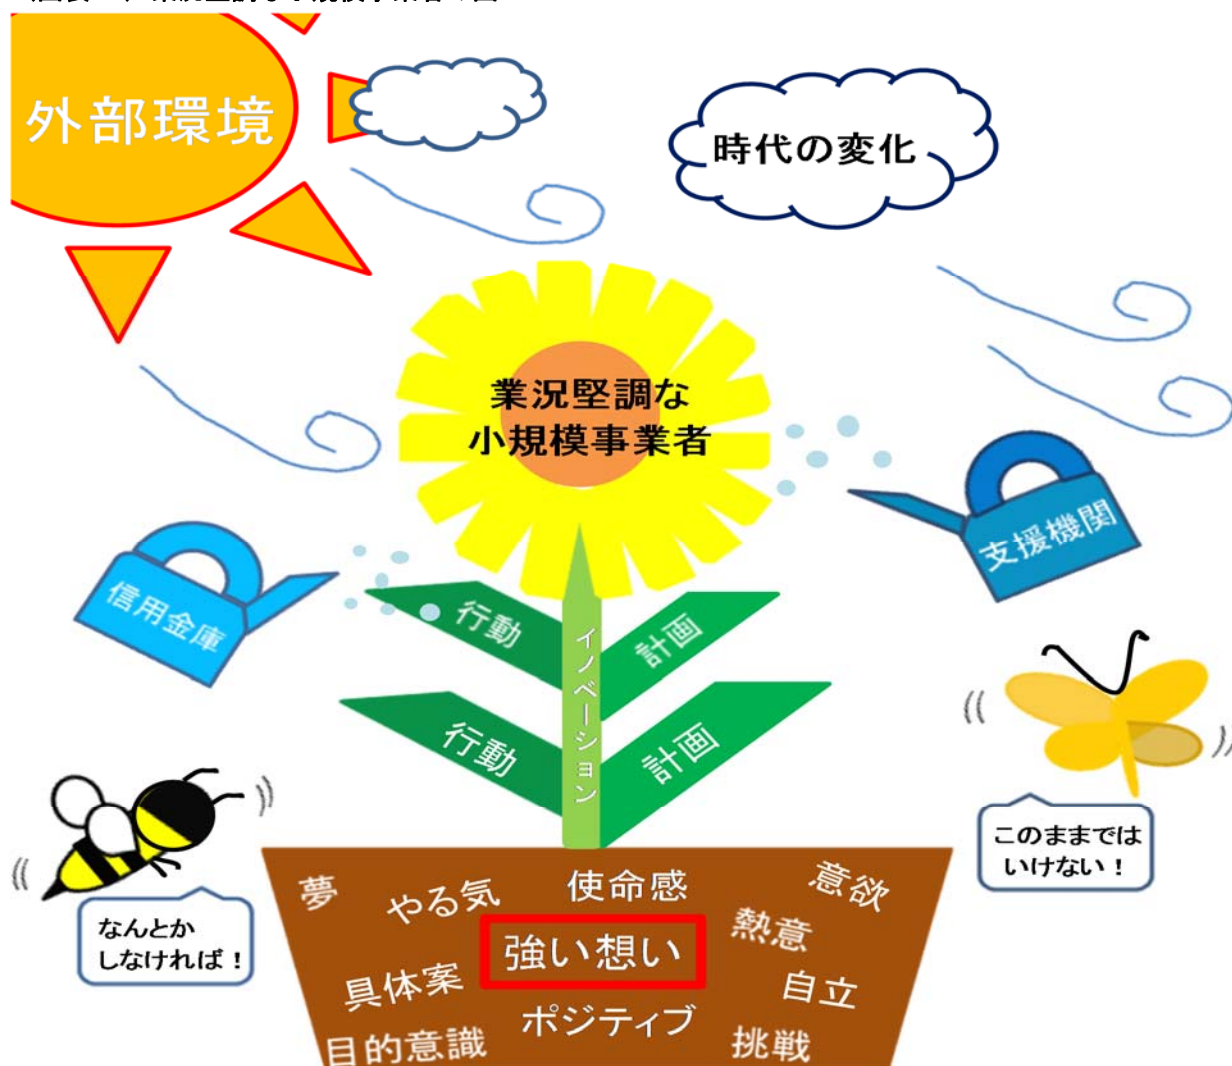 外部環境
時代の変化
業況堅調な
小規模事業者
支援機関
信用金庫
行動
計画
イノベーション
行動
計画
このままでは
いけない！
なんとか
しなければ！
夢
やる気
使命感
意欲
強い想い
熱意
具体案
自立
ポジティブ
目的意識
挑戦